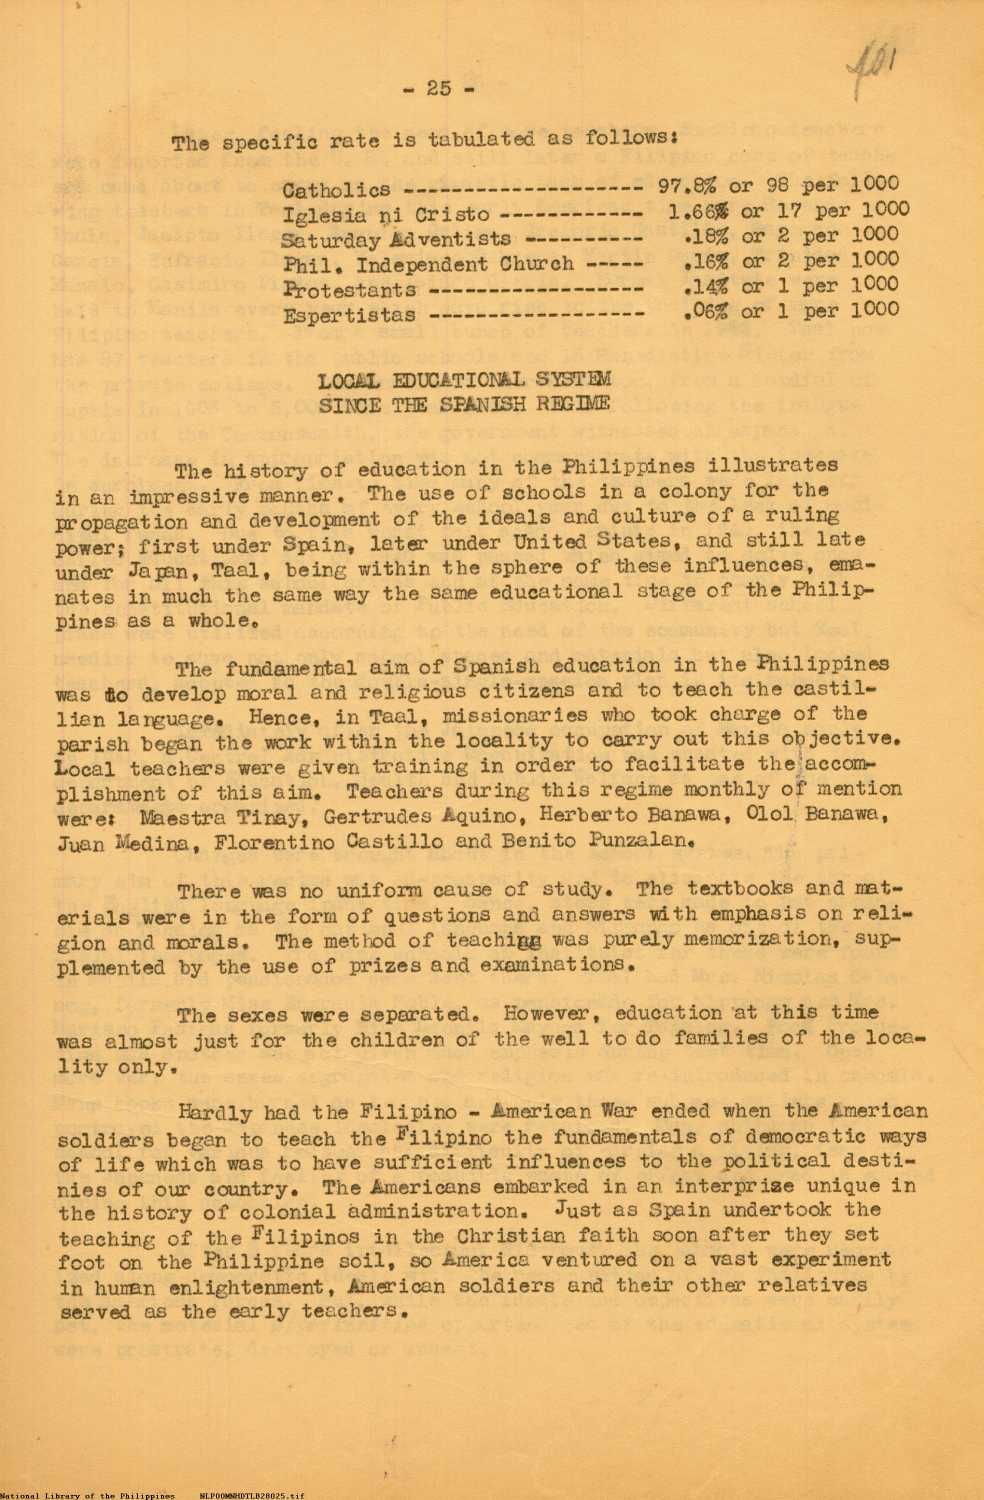 401
- 25 -
The specific rate is tabulated as follows:
Catholics -------------------- 97.8% or 98 per 1000
Iglesia ni Cristo ------------ 1.66% or 17 per 1000
Saturday Adventists ---------- .18% or 2 per 1000
Phil. Independent Church ----- .16% or 2 per 1000
Protestants ------------------ .14% or 1 per 1000
Espertistas ------------------ .06% or 1 per 1000
LOCAL EDUCATIONAL SYSTEM
SINCE THE SPANISH REGIME
The history of education in the Philippines illustrates
in an impressive manner. The use of schools in a colony for the
propagation and development of the ideals and culture of a ruling
power; first under Spain, later under United States, and still late
under Japan, Taal, being within the sphere of these influences, ema-
nates in much the same way the same educational stage of the Philip-
pines as a whole.
The fundamental aim of Spanish education in the Philippines
was to develop moral and religious citizens and to teach the castil-
lian language. Hence, in Taal, missionaries who took charge of the
parish began the work within the locality to carry out this objective.
Local teachers were given training in order to facilitate the accom-
plishment of this aim. Teachers during this regime monthly of mention
were: Maestra Tinay, Gertrudes Aquino, Herberto Banawa, Olol Banawa,
Juan Medina, Florentino Castillo and Benito Punzalan.
There was no uniform cause of study. The textbooks and mat-
erials were in the form of questions and answers with emphasis on reli-
gion and morals. The method of teaching was purely memorization, sup-
plemented by the use of prizes and examinations.
The sexes were separated. However, education at this time
was almost just for the children of the well to do families of the loca-
lity only.
Hardly had the Filipino - American War ended when the American
soldiers began to teach the Filipino the fundamentals of democratic ways
of life which was to have sufficient influences to the political desti-
nies of our country. The Americans embarked in an interprize unique in
the history of colonial administration. Just as Spain undertook the
teaching of the Filipinos in the Christian faith soon after they set
foot on the Philippine soil, so America ventured on a vast experiment
in human enlightenment, American soldiers and their other relatives
served as the early teachers.
National Library of the Philippines NLPOOMNHDTLB28025.tif